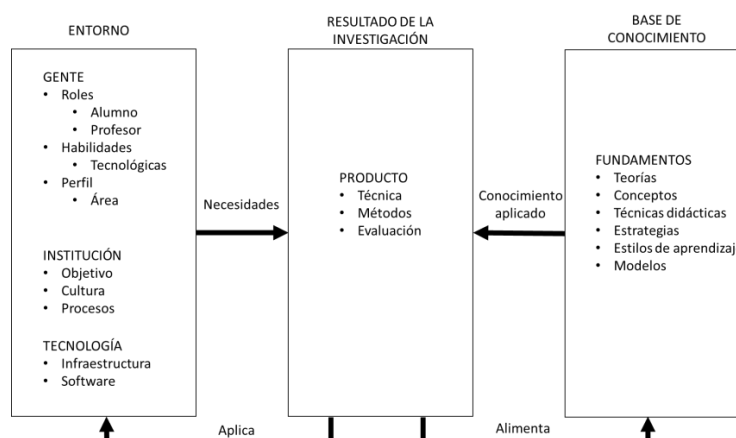 ENTORNO
GENTE
• Roles
• Alumno
• Profesor
• Habilidades
• Tecnológicas
• Perfil
• Área
INSTITUCIÓN
• Objetivo
• Cultura
• Procesos
TECNOLOGÍA
• Infraestructura
• Software
Necesidades
RESULTADO DE LA
INVESTIGACIÓN
PRODUCTO
• Técnica
• Métodos
• Evaluación
Conocimiento
aplicado
BASE DE
CONOCIMIENTO
FUNDAMENTOS
• Teorías
• Conceptos
• Técnicas didácticas
• Estrategias
• Estilos de aprendizaj
• Modelos
Aplica
Alimenta